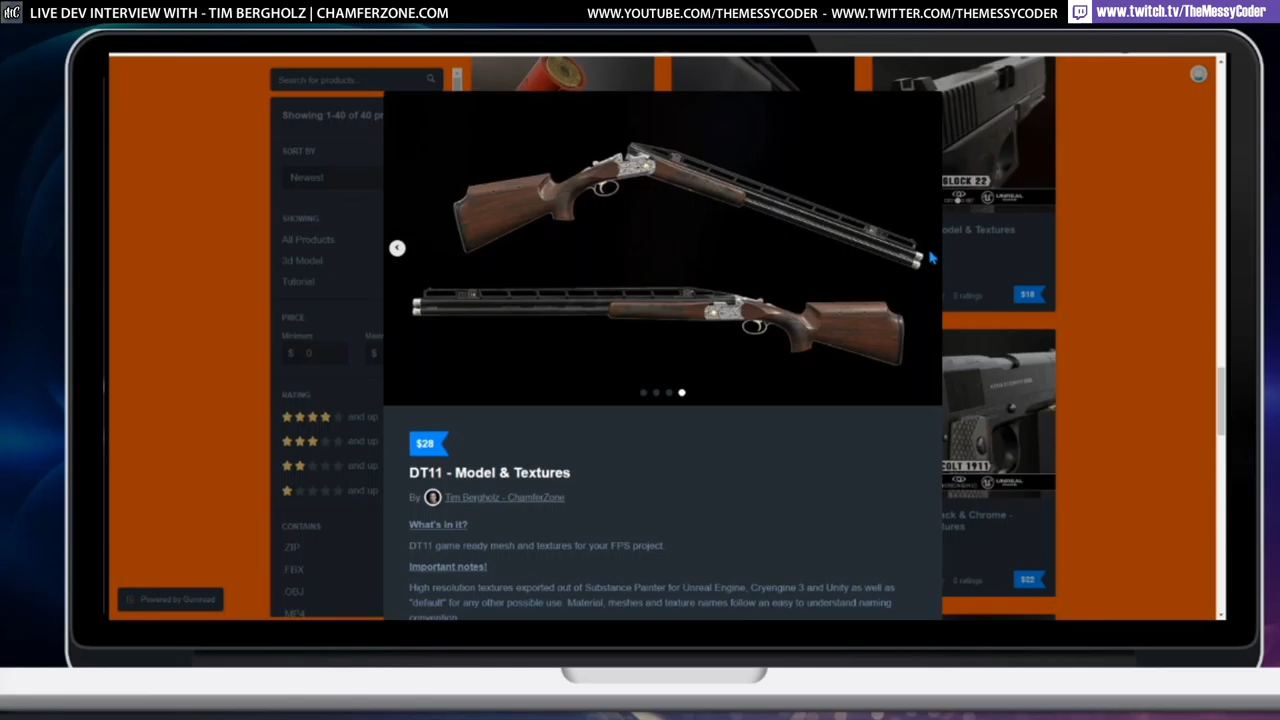 LIVE DEV INTERVIEW WITH - TIM BERGHOLZ | CHAMFERZONE.COM
WWW.YOUTUBE.COM/THEMESSYCODER - WWW.TWITTER.COM/THEMESSYCODER
www.twitch.tv/TheMessyCoder
Search for products...
Showing 1-40 of 40 pr
SORT BY
Newest
SHOWING
All Products
3d Model
Tutorial
PRICE
Minimum
$ 0
$
RATING
and up
and up
and up
and up
CONTAINS
ZIP
FBX
OBJ
MP4
Powered by Gumroad
$28
DT11 - Model & Textures
By Tim Bergholz - ChamferZone
What's in it?
DT11 game ready mesh and textures for your FPS project.
Important notes!
High resolution textures exported out of Substance Painter for Unreal Engine, Cryengine 3 and Unity as well as
"default" for any other possible use. Material, meshes and texture names follow an easy to understand naming
convention.
GLOCK 22
UNREAL
odel & Textures
ratings
$18
COLT 1911
UNREAL
ack & Chrome -
tures
ratings
$22